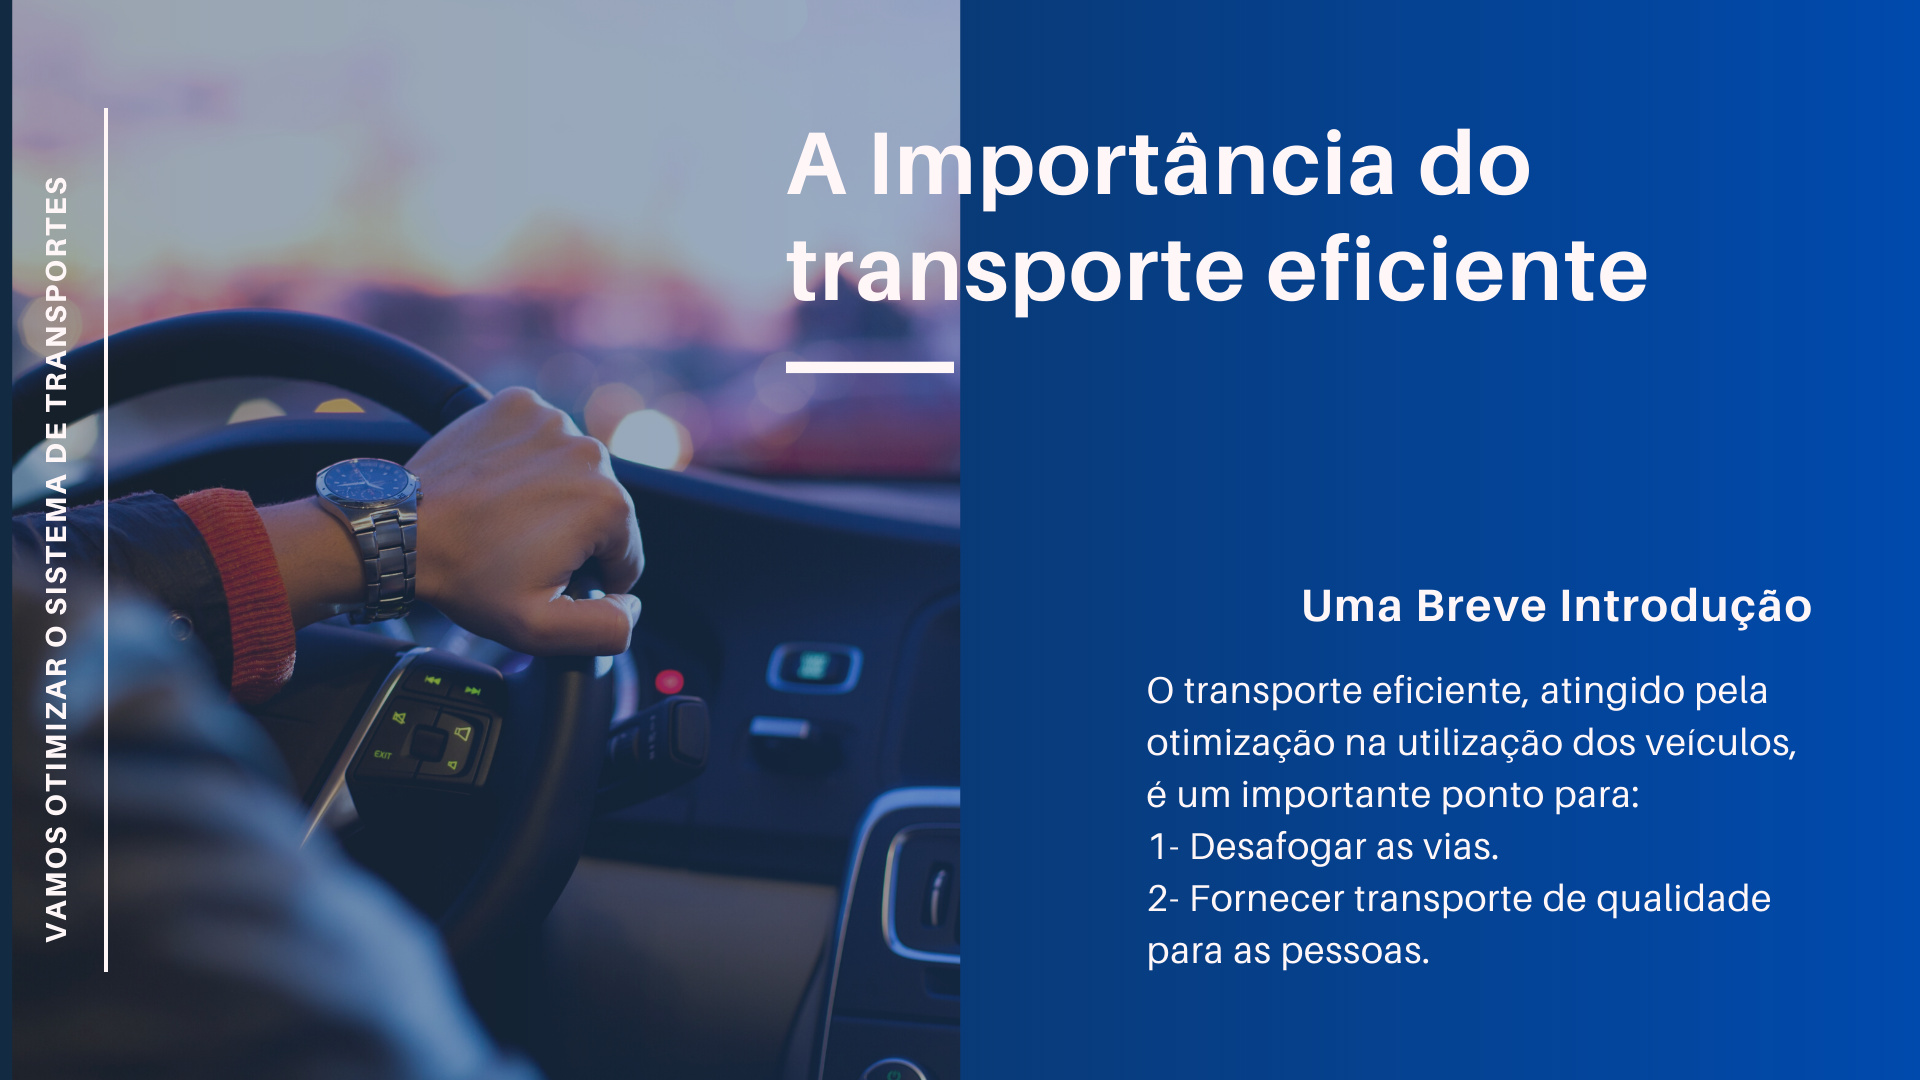 VAMOS OTIMIZAR O SISTEMA DE TRANSPORTES
A Importância do
transporte eficiente
Uma Breve Introdução
O transporte eficiente, atingido pela
otimização na utilização dos veículos,
é um importante ponto para:
1- Desafogar as vias.
2- Fornecer transporte de qualidade
para as pessoas.
EXIT